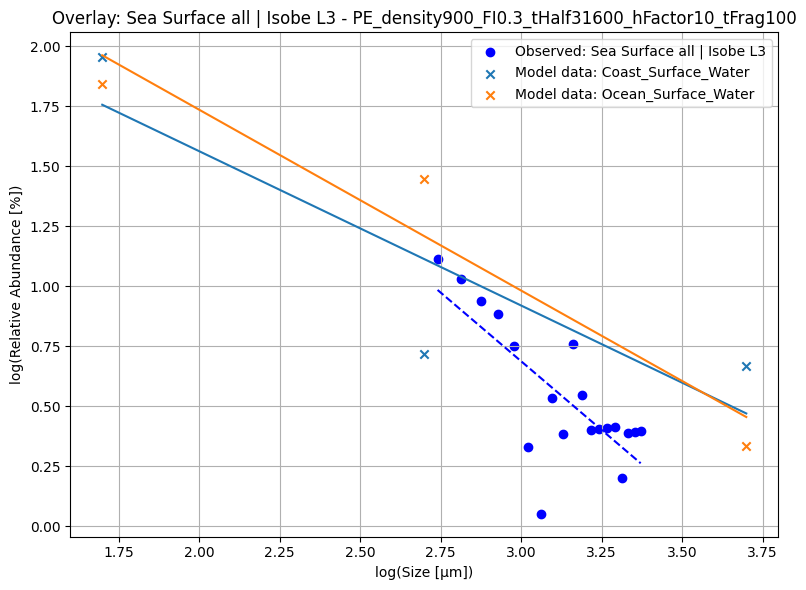 Overlay: Sea Surface all | Isobe L3 - PE_density900_FI0.3_tHalf31600_hFactor10_tFrag100
Observed: Sea Surface all | Isobe L3
Model data: Coast_Surface_Water
Model data: Ocean_Surface_Water
log(Relative Abundance [%])
2.00
1.75
1.50
1.25
1.00
0.75
0.50
0.25
0.00
1.75 2.00 2.25 2.50 2.75 3.00 3.25 3.50 3.75
log(Size [μm])